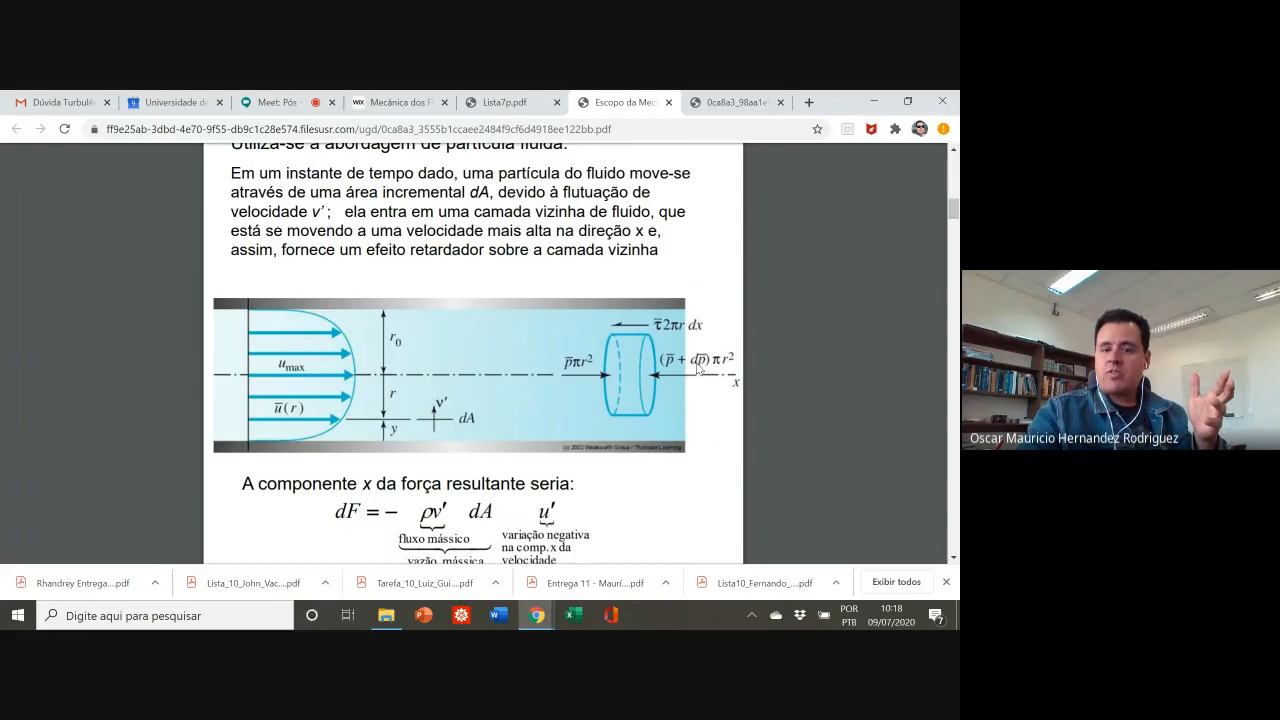 Dúvida Turbulê
Universidade de
Meet: Pós -
Mecânica dos F
Lista7p.pdf
Escopo da Mec
0ca8a3_98aa1e
ff9e25ab-3dbd-4e70-9f55-db9c1c28e574.filesusr.com/ugd/0ca8a3_3555b1ccaee2484f9cf6d4918ee122bb.pdf
Utiliza-se a abordagem de partícula fluida:
Em um instante de tempo dado, uma partícula do fluido move-se
através de uma área incremental dA, devido à flutuação de
velocidade v' ; ela entra em uma camada vizinha de fluido, que
está se movendo a uma velocidade mais alta na direção x e,
assim, fornece um efeito retardador sobre a camada vizinha
τ̅2πr dx
r₀
p̅πr²
(p̅ + dp̅) πr²
u_max
x
r
u̅(r)
v'
dA
y
(c) 2002 Wadsworth Group / Thomson Learning
A componente x da força resultante seria:
dF = − ρv' dA u'
fluxo mássico
variação negativa
na comp. x da
vazão mássica
velocidade
Oscar Mauricio Hernandez Rodriguez
Rhandrey Entrega....pdf
Lista_10_John_Vac....pdf
Tarefa_10_Luiz_Gui....pdf
Entrega 11 - Mauri....pdf
Lista10_Fernando_....pdf
Exibir todos
Digite aqui para pesquisar
POR
PTB
10:18
09/07/2020
7